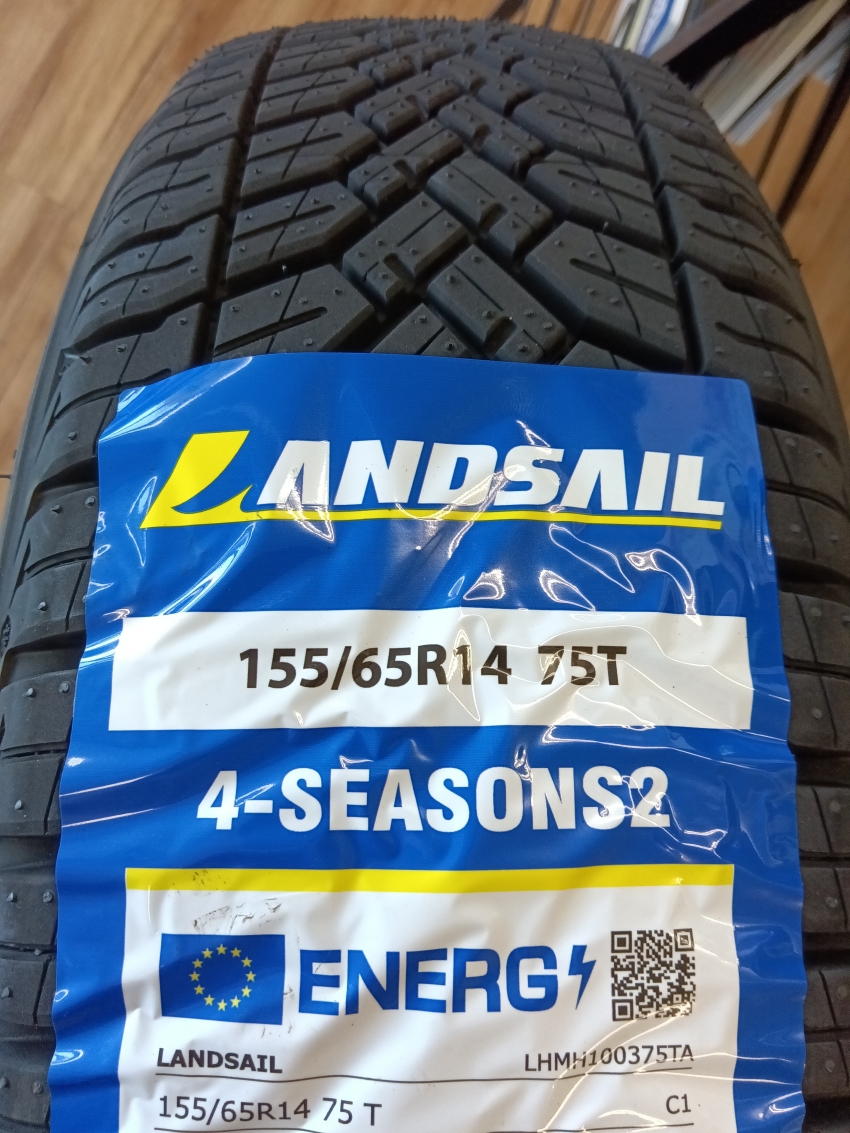 LANDSAIL
155/65R14 75T
4-SEASONS2
ENERG
LANDSAIL LHMH100375TA
155/65R14 75 T C1